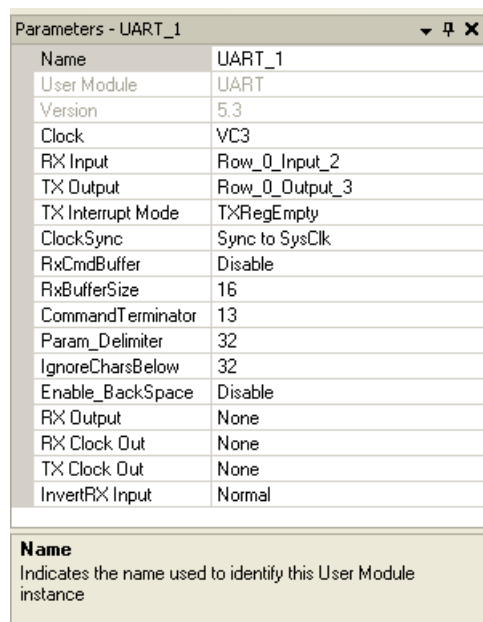 Parameters - UART_1
Name UART_1
User Module UART
Version 5.3
Clock VC3
RX Input Row_0_Input_2
TX Output Row_0_Output_3
TX Interrupt Mode TXRegEmpty
ClockSync Sync to SysClk
RxCmdBuffer Disable
RxBufferSize 16
CommandTerminator 13
Param_Delimiter 32
IgnoreCharsBelow 32
Enable_BackSpace Disable
RX Output None
RX Clock Out None
TX Clock Out None
InvertRX Input Normal
Name
Indicates the name used to identify this User Module
instance